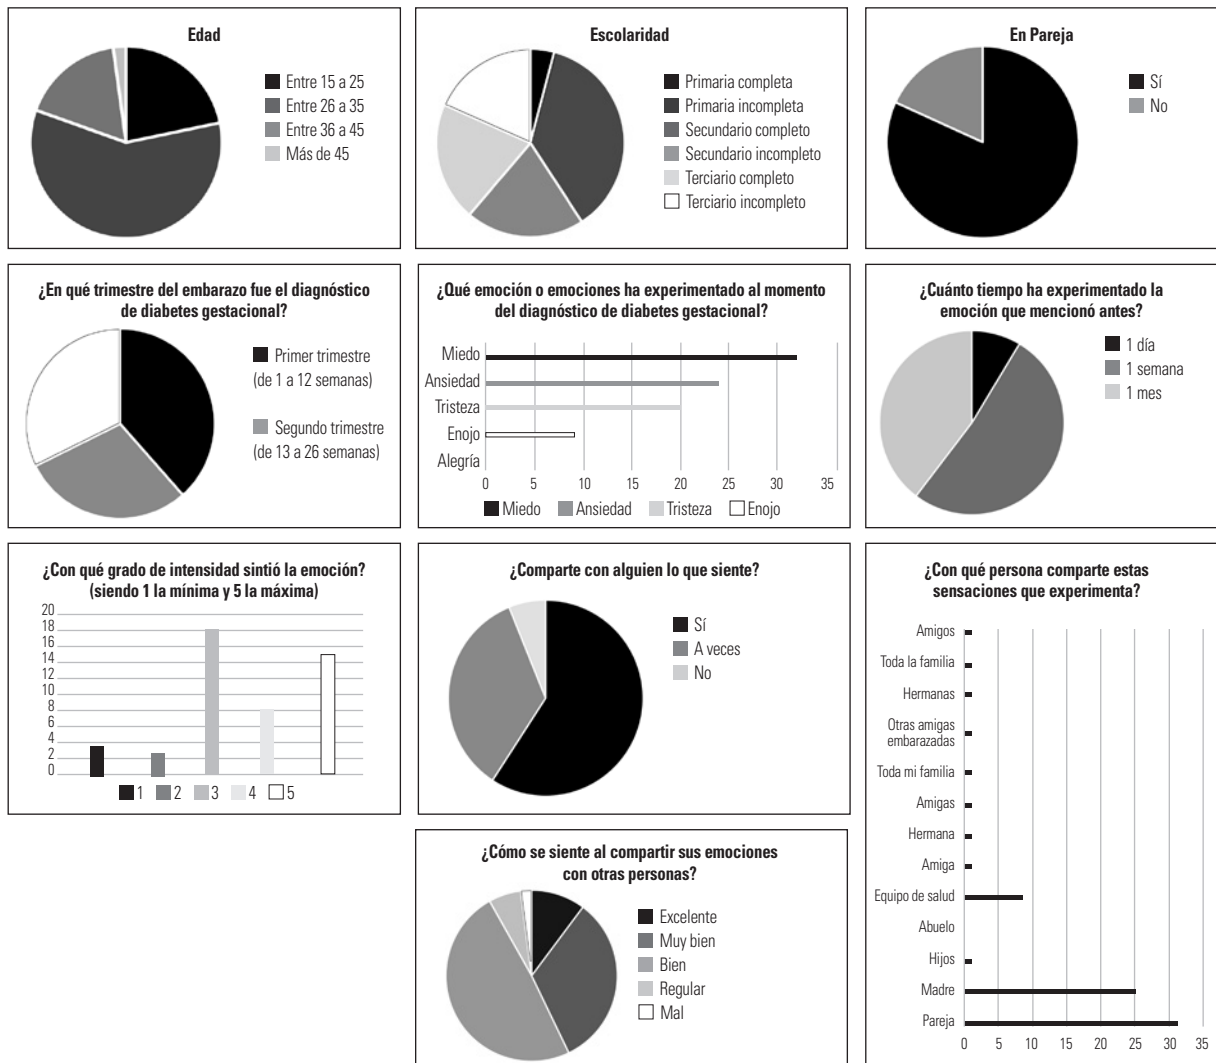 Edad
Entre 15 a 25
Entre 26 a 35
Entre 36 a 45
Más de 45
Escolaridad
Primaria completa
Primaria incompleta
Secundario completo
Secundario incompleto
Terciario completo
Terciario incompleto
En Pareja
Sí
No
¿En qué trimestre del embarazo fue el diagnóstico
de diabetes gestacional?
Primer trimestre
(de 1 a 12 semanas)
Segundo trimestre
(de 13 a 26 semanas)
¿Qué emoción o emociones ha experimentado al momento
del diagnóstico de diabetes gestacional?
Miedo
Ansiedad
Tristeza
Enojo
Alegría
0 5 10 15 20 25 30 35
Miedo Ansiedad Tristeza Enojo
¿Cuánto tiempo ha experimentado la
emoción que mencionó antes?
1 día
1 semana
1 mes
¿Con qué grado de intensidad sintió la emoción?
(siendo 1 la mínima y 5 la máxima)
20
18
16
14
12
10
8
6
4
2
0
1 2 3 4 5
¿Comparte con alguien lo que siente?
Sí
A veces
No
¿Con qué persona comparte estas
sensaciones que experimenta?
Amigos
Toda la familia
Hermanas
Otras amigas
embarazadas
Toda mi familia
Amigas
Hermana
Amiga
Equipo de salud
Abuelo
Hijos
Madre
Pareja
0 5 10 15 20 25 30 35
¿Cómo se siente al compartir sus emociones
con otras personas?
Excelente
Muy bien
Bien
Regular
Mal